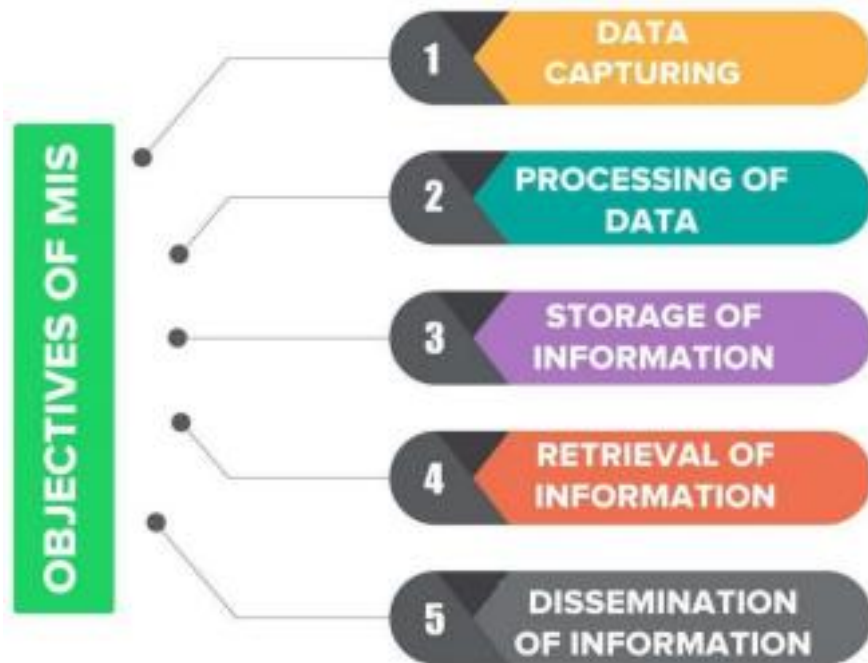 OBJECTIVES OF MIS
1
DATA
CAPTURING
2
PROCESSING OF
DATA
3
STORAGE OF
INFORMATION
4
RETRIEVAL OF
INFORMATION
5
DISSEMINATION
OF INFORMATION